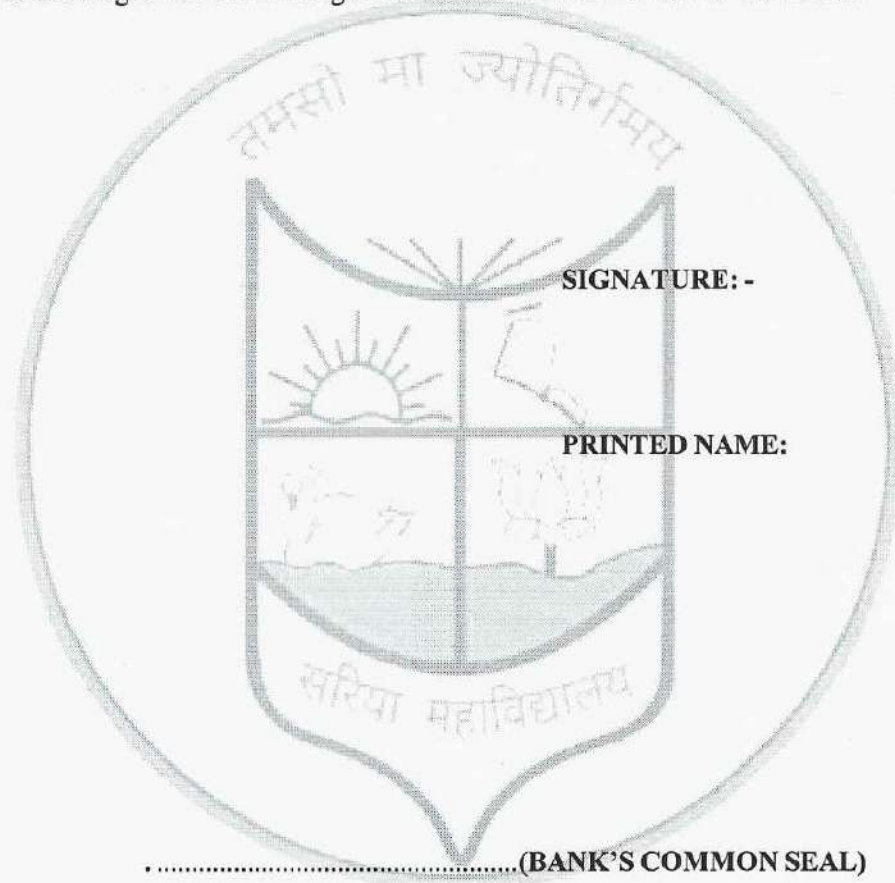 तमसो मा ज्योतिर्गमय
SIGNATURE: -
PRINTED NAME:
सरिया महाविद्यालय
. ........................................(BANK'S COMMON SEAL)